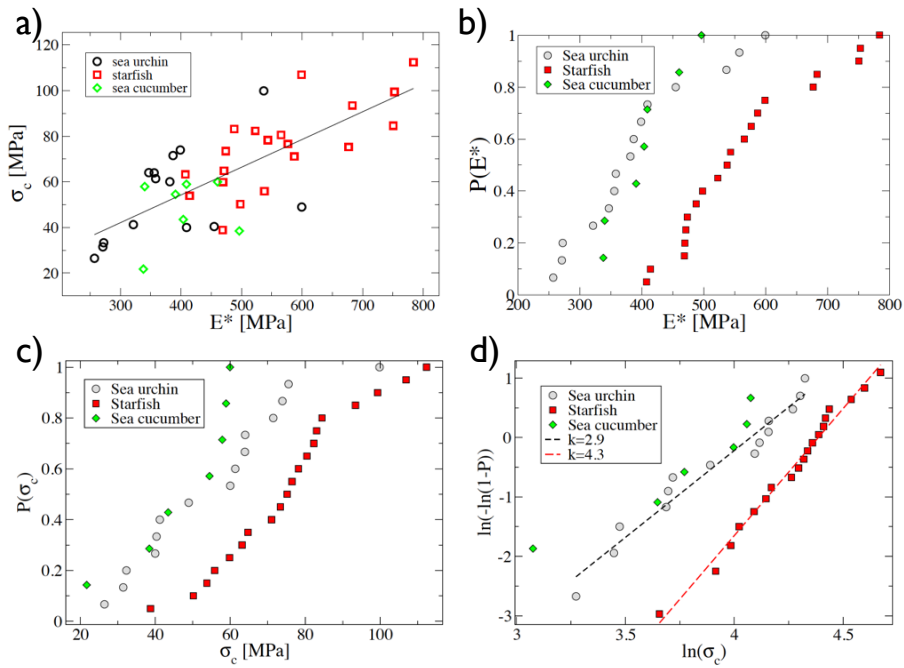 a)
120
100
80
60
40
20
σc [MPa]
sea urchin
starfish
sea cucumber
300 400 500 600 700 800
E* [MPa]
b)
1
0.8
0.6
0.4
0.2
0
P(E*)
Sea urchin
Starfish
Sea cucumber
200 300 400 500 600 700 800
E* [MPa]
c)
1
0.8
0.6
0.4
0.2
0
P(σc)
Sea urchin
Starfish
Sea cucumber
20 40 60 80 100
σc [MPa]
d)
1
0
-1
-2
-3
ln(-ln(1-P))
Sea urchin
Starfish
Sea cucumber
k=2.9
k=4.3
3 3.5 4 4.5 5
ln(σc)